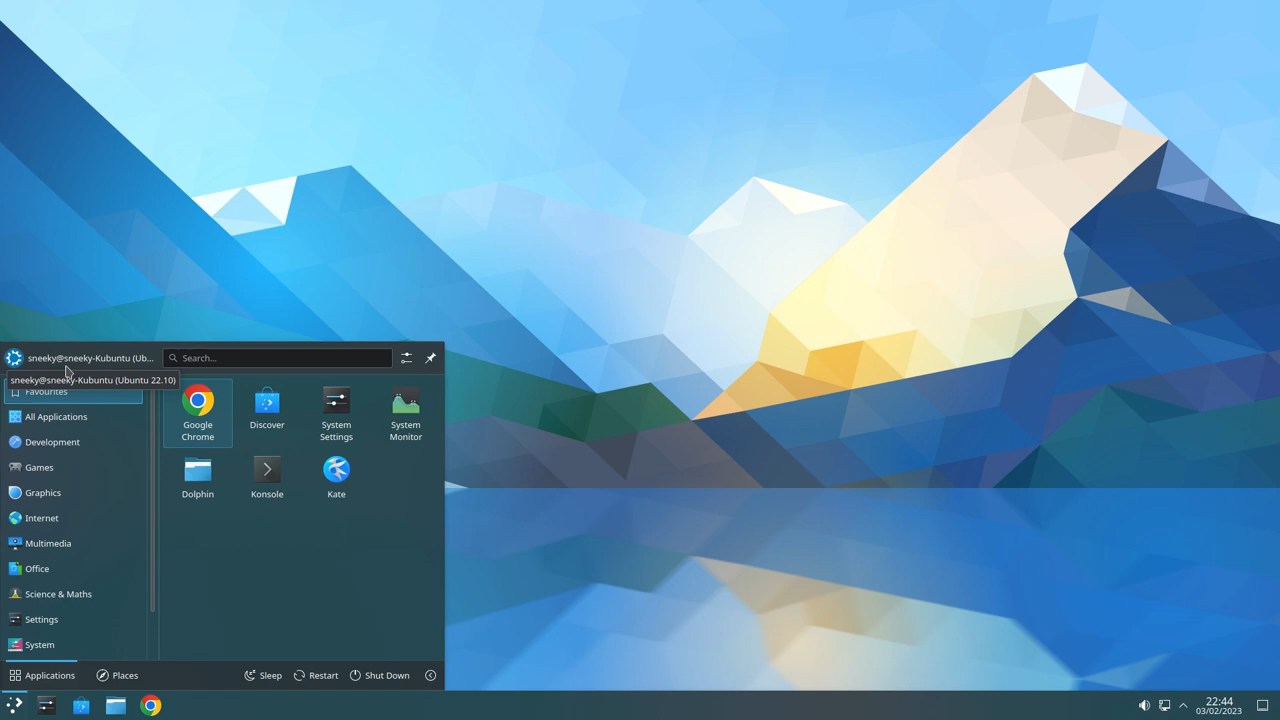 sneeky@sneeky-Kubuntu (Ub...
Search...
sneeky@sneeky-Kubuntu (Ubuntu 22.10)
Favourites
All Applications
Development
Games
Graphics
Internet
Multimedia
Office
Science & Maths
Settings
System
Google
Chrome
Discover
System
Settings
System
Monitor
Dolphin
Konsole
Kate
Applications
Places
Sleep
Restart
Shut Down
22:44
03/02/2023